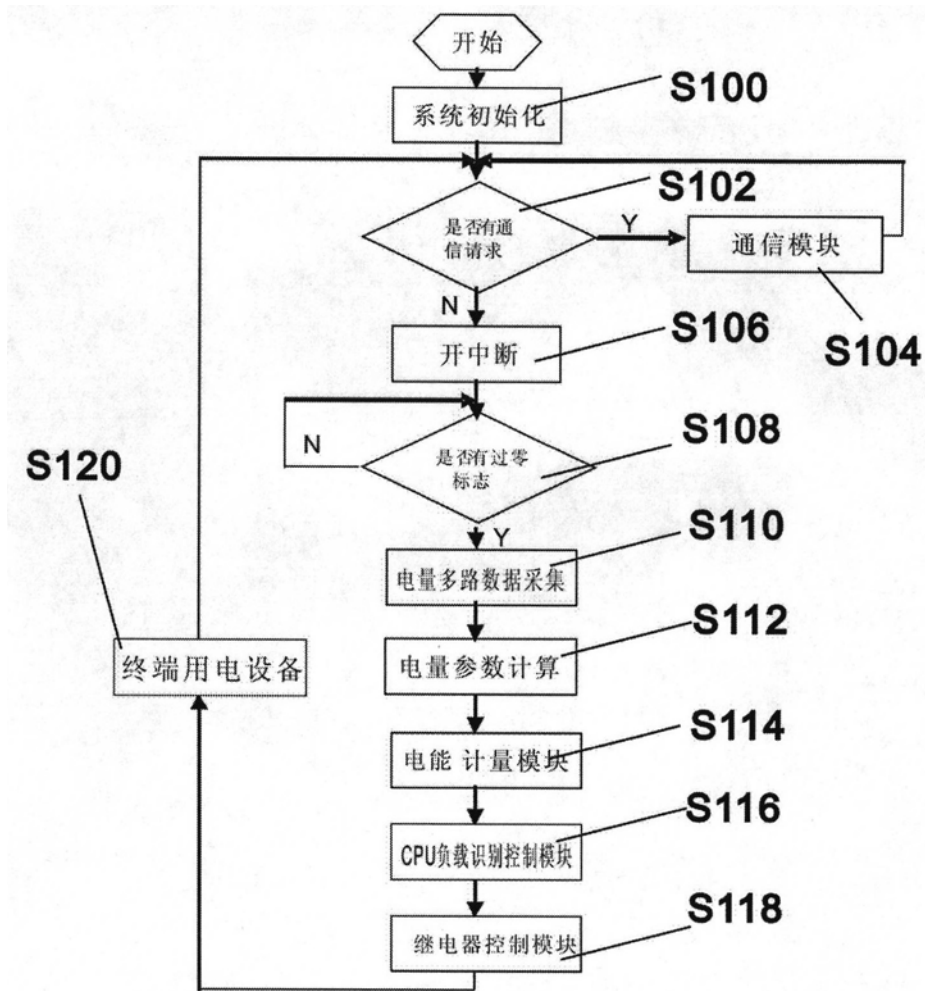 开始
S100
系统初始化
S102
是否有通
信请求
Y
通信模块
N
S106
开中断
S104
S108
N
是否有过零
标志
S120
Y
S110
电量多路数据采集
S112
终端用电设备
电量参数计算
S114
电能 计量模块
S116
CPU负载识别控制模块
S118
继电器控制模块